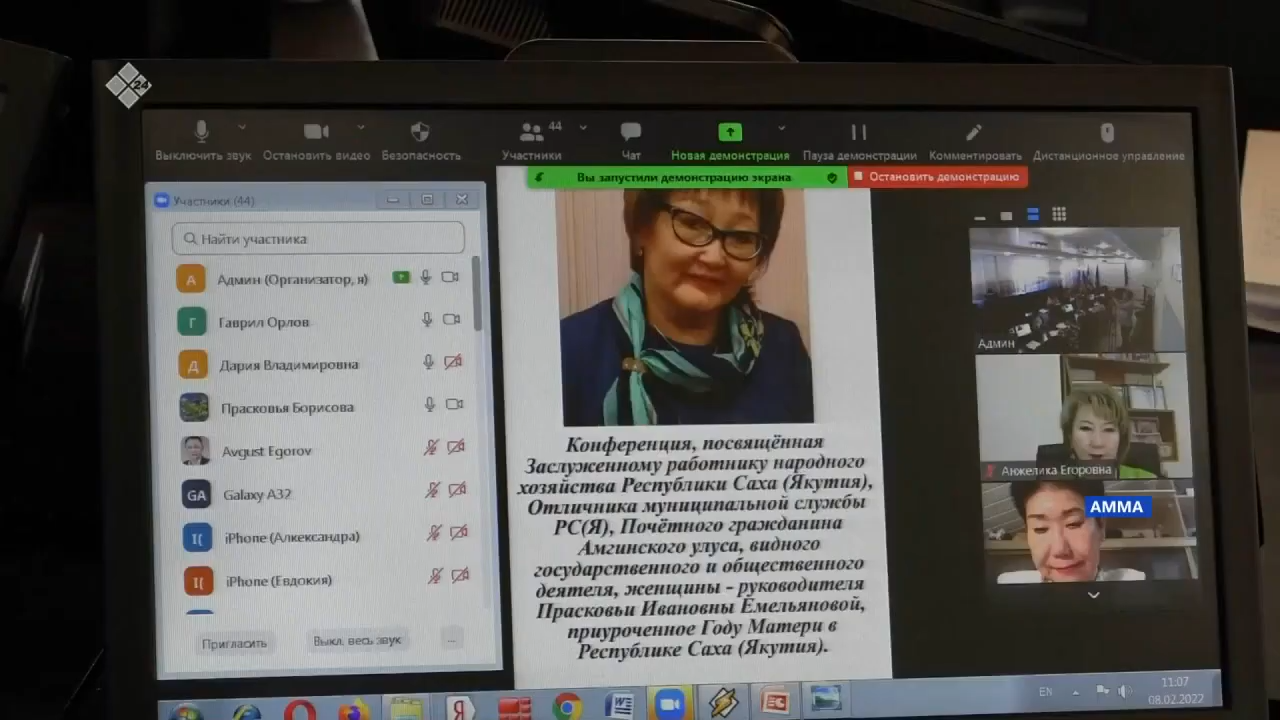 24
Выключить звук
Остановить видео
Безопасность
44
Участники
Чат
Новая демонстрация
Пауза демонстрации
Комментировать
Дистанционное управление
Вы запустили демонстрацию экрана
Остановить демонстрацию
Участники (44)
Найти участника
А Админ (Организатор, я)
Г Гаврил Орлов
Д Дария Владимировна
Прасковья Борисова
Avgust Egorov
GA Galaxy A32
I( iPhone (Алкександра)
I( iPhone (Евдокия)
Пригласить
Выкл. весь звук
...
Конференция, посвящённая
Заслуженному работнику народного
хозяйства Республики Саха (Якутия),
Отличника муниципальной службы
РС(Я), Почётного гражданина
Амгинского улуса, видного
государственного и общественного
деятеля, женщины - руководителя
Прасковьи Ивановны Емельяновой,
приуроченное Году Матери в
Республике Саха (Якутия).
Админ
Анжелика Егоровна
АММА
EN
11:07
08.02.2022